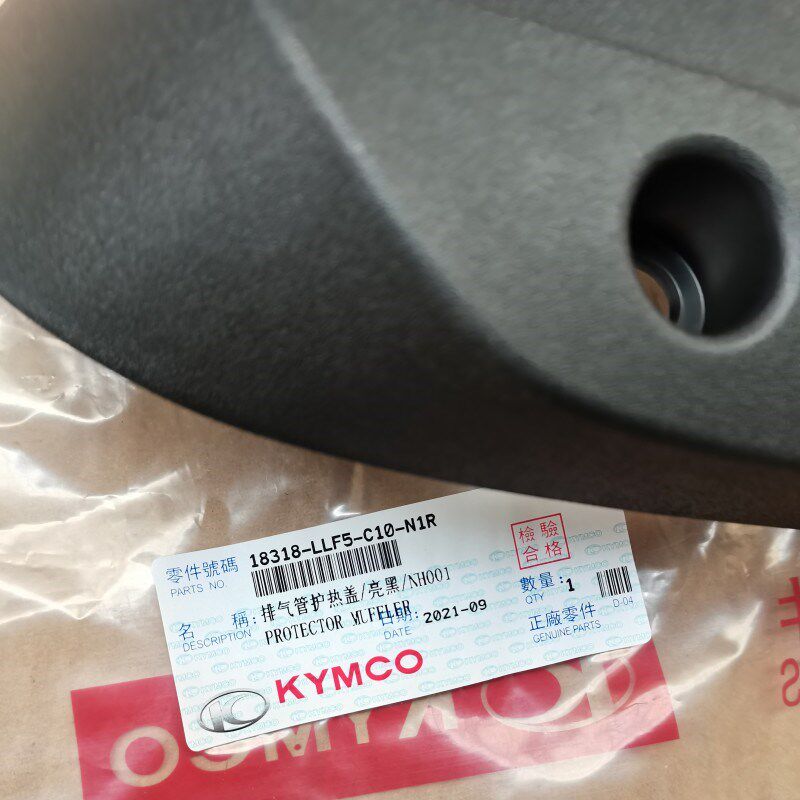 零件號碼
PARTS NO.
18318-LLF5-C10-N1R
檢驗
合格
名 稱:
DESCRIPTION
排气管护热盖/亮黑/NH001
PROTECTOR MUFFELER
日期:
DATE
2021-09
數量:
QTY
1
D-04
正廠零件
GENUINE PARTS
KYMCO
KYMCO